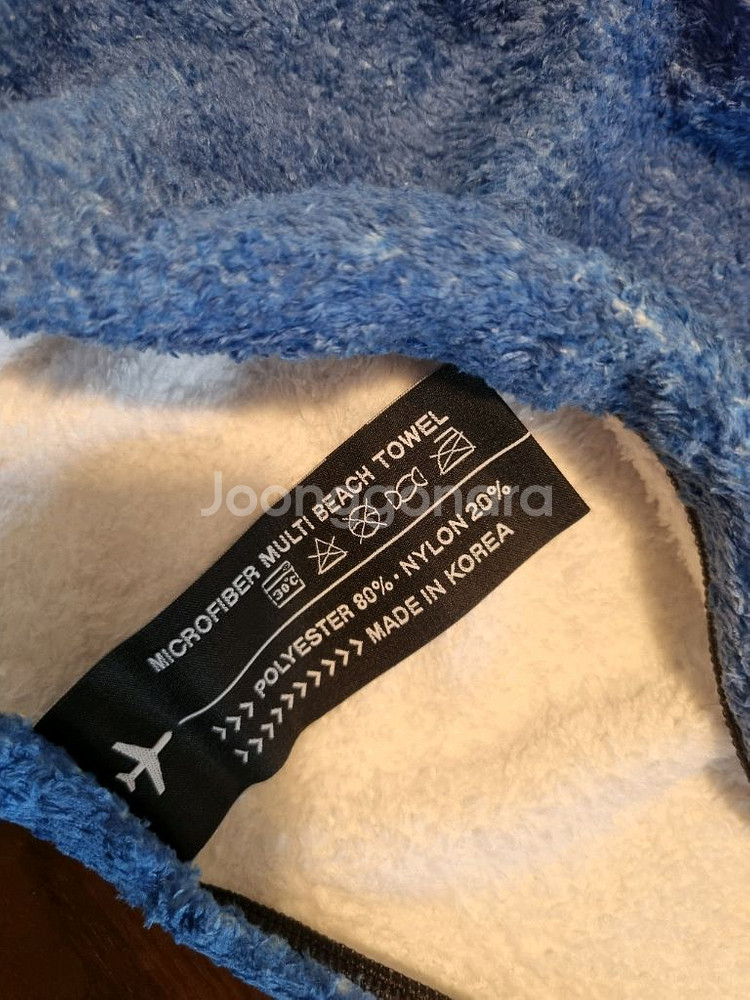 MICROFIBER MULTI BEACH TOWEL
30℃
POLYESTER 80% · NYLON 20%
MADE IN KOREA
Joonggonara